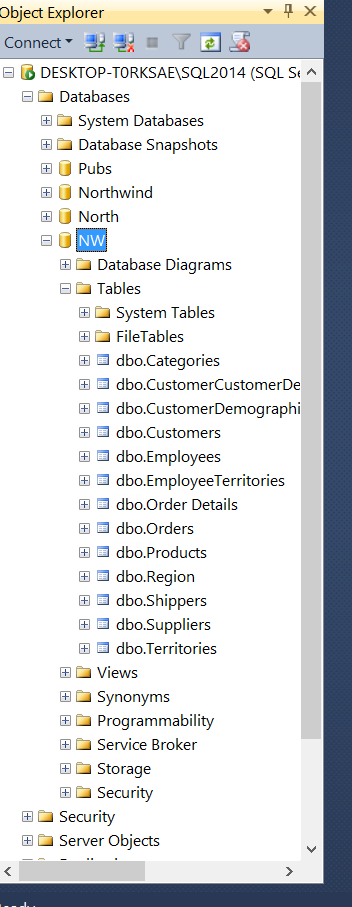 Object Explorer
Connect
DESKTOP-T0RKSAE\SQL2014 (SQL Se
Databases
System Databases
Database Snapshots
Pubs
Northwind
North
NW
Database Diagrams
Tables
System Tables
FileTables
dbo.Categories
dbo.CustomerCustomerDe
dbo.CustomerDemographi
dbo.Customers
dbo.Employees
dbo.EmployeeTerritories
dbo.Order Details
dbo.Orders
dbo.Products
dbo.Region
dbo.Shippers
dbo.Suppliers
dbo.Territories
Views
Synonyms
Programmability
Service Broker
Storage
Security
Security
Server Objects